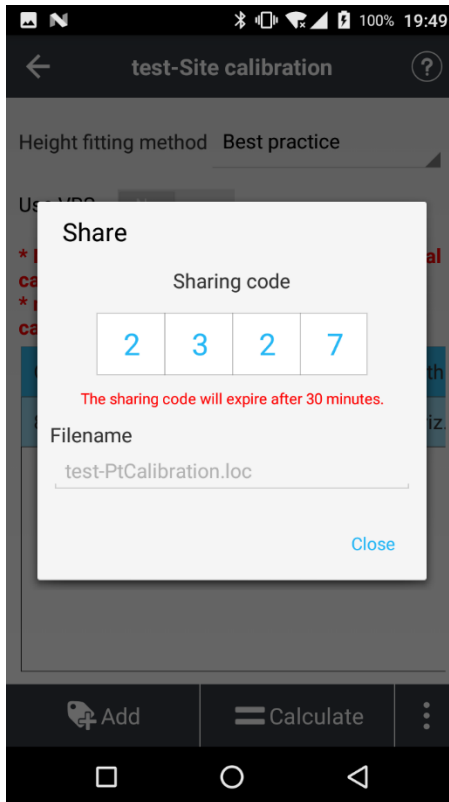 100% 19:49
test-Site calibration
?
Height fitting method Best practice
Share
Sharing code
2 3 2 7
The sharing code will expire after 30 minutes.
Filename
test-PtCalibration.loc
Close
Add
Calculate